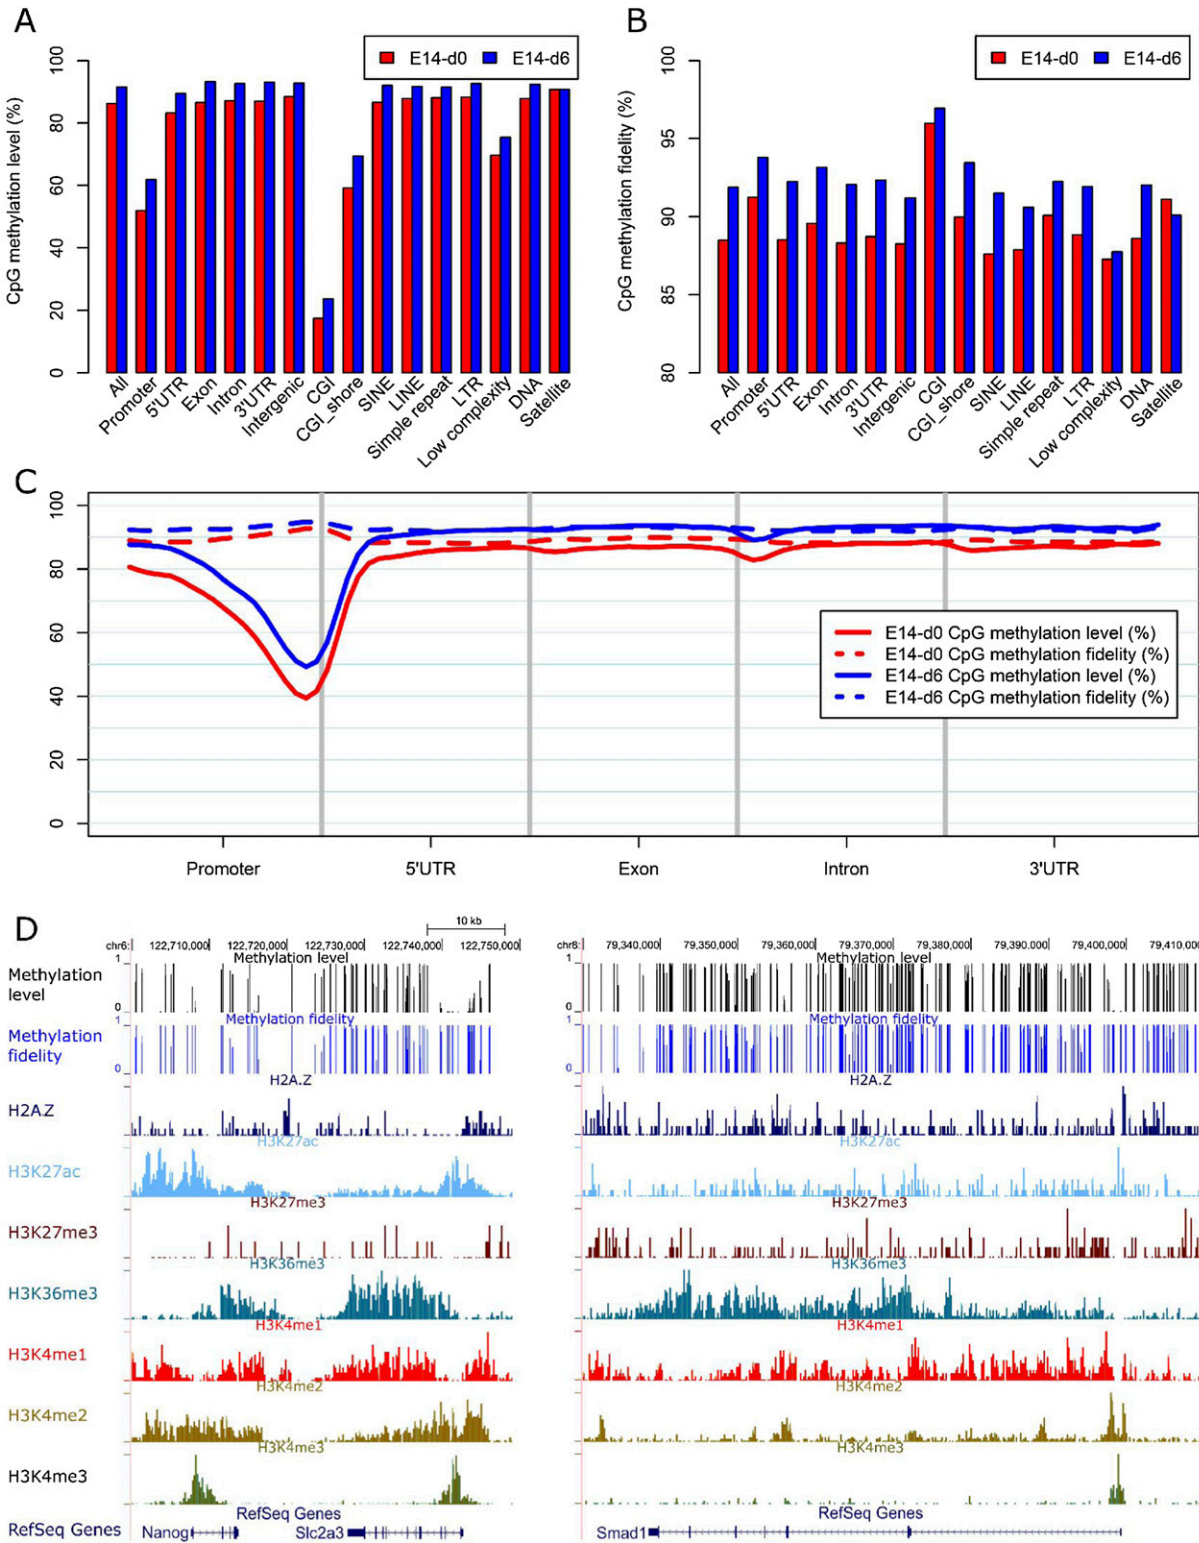 A
E14-d0 E14-d6
CpG methylation level (%)
100
80
60
40
20
0
All Promoter 5'UTR Exon Intron 3'UTR Intergenic CGI CGI_shore SINE LINE Simple repeat LTR Low complexity DNA Satellite
B
E14-d0 E14-d6
CpG methylation fidelity (%)
100
95
90
85
80
All Promoter 5'UTR Exon Intron 3'UTR Intergenic CGI CGI_shore SINE LINE Simple repeat LTR Low complexity DNA Satellite
C
100
80
60
40
20
0
E14-d0 CpG methylation level (%)
E14-d0 CpG methylation fidelity (%)
E14-d6 CpG methylation level (%)
E14-d6 CpG methylation fidelity (%)
Promoter 5'UTR Exon Intron 3'UTR
D
10 kb
chr6: 122,710,000 122,720,000 122,730,000 122,740,000 122,750,000
chr8: 79,340,000 79,350,000 79,360,000 79,370,000 79,380,000 79,390,000 79,400,000 79,410,000
Methylation level
Methylation level
Methylation
level
1
0
1
0
Methylation fidelity
Methylation fidelity
Methylation
fidelity
1
0
1
0
H2A.Z
H2A.Z
H2A.Z
H3K27ac
H3K27ac
H3K27ac
H3K27me3
H3K27me3
H3K27me3
H3K36me3
H3K36me3
H3K36me3
H3K4me1
H3K4me1
H3K4me1
H3K4me2
H3K4me2
H3K4me2
H3K4me3
H3K4me3
H3K4me3
RefSeq Genes
RefSeq Genes
RefSeq Genes
Nanog
Slc2a3
Smad1